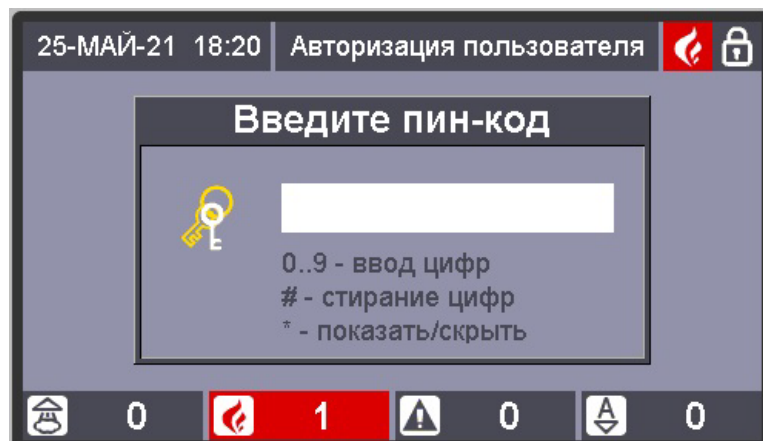 25-МАЙ-21 18:20 Авторизация пользователя
Введите пин-код
0..9 - ввод цифр
# - стирание цифр
* - показать/скрыть
0 1 0 A 0